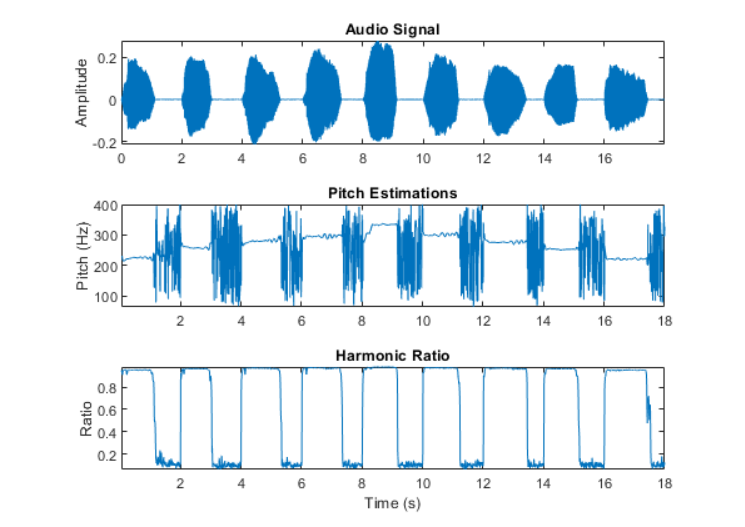 Audio Signal
Amplitude
0.2
0
-0.2
0 2 4 6 8 10 12 14 16
Pitch Estimations
Pitch (Hz)
400
300
200
100
2 4 6 8 10 12 14 16 18
Harmonic Ratio
Ratio
0.8
0.6
0.4
0.2
2 4 6 8 10 12 14 16 18
Time (s)